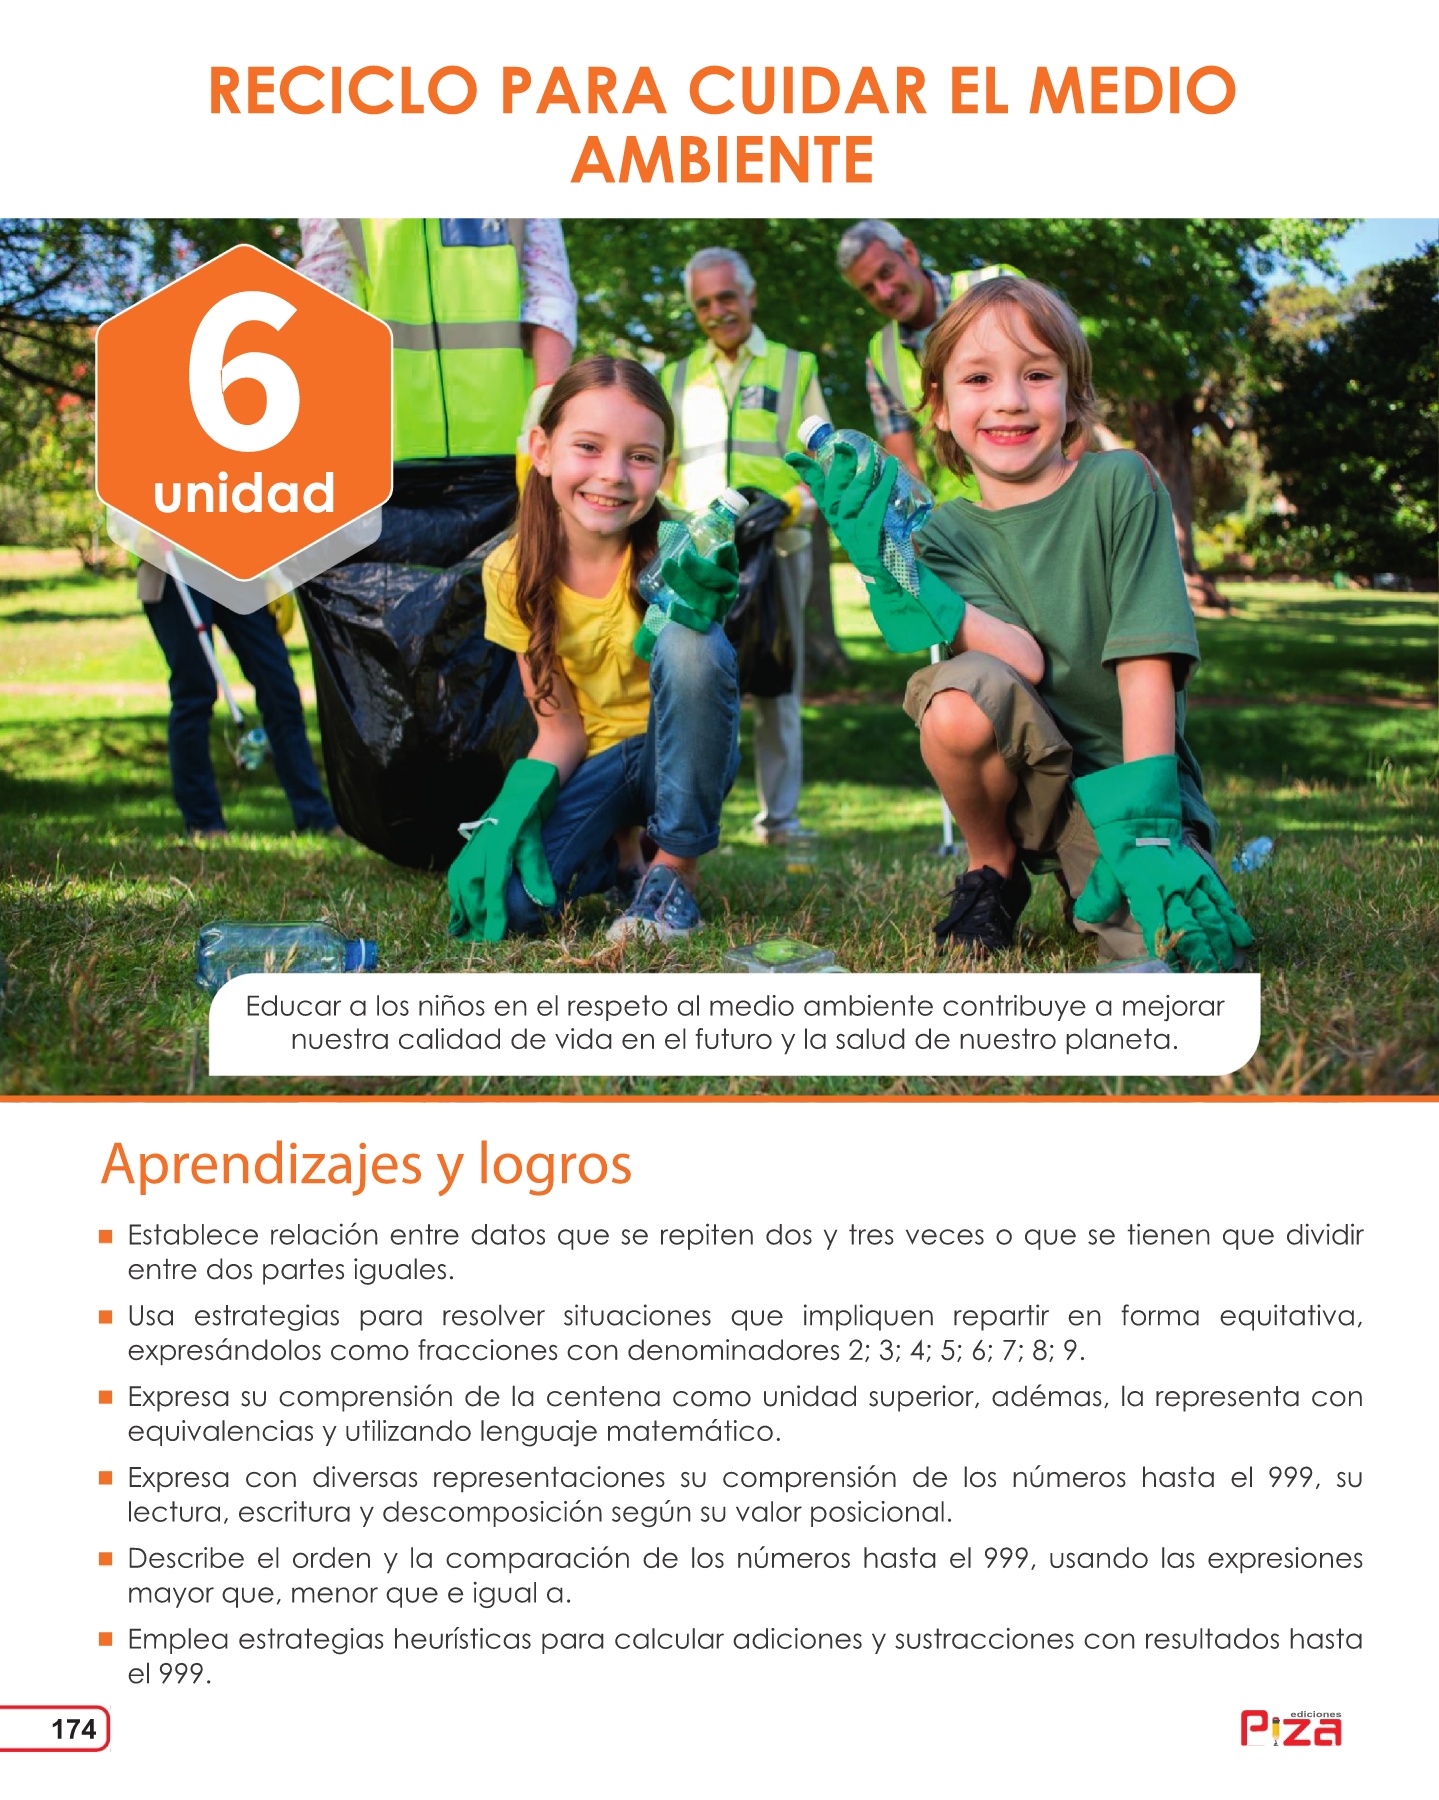 RECICLO PARA CUIDAR EL MEDIO
AMBIENTE
6
unidad
Educar a los niños en el respeto al medio ambiente contribuye a mejorar
nuestra calidad de vida en el futuro y la salud de nuestro planeta.
Aprendizajes y logros
Establece relación entre datos que se repiten dos y tres veces o que se tienen que dividir
entre dos partes iguales.
Usa estrategias para resolver situaciones que impliquen repartir en forma equitativa,
expresándolos como fracciones con denominadores 2; 3; 4; 5; 6; 7; 8; 9.
Expresa su comprensión de la centena como unidad superior, adémas, la representa con
equivalencias y utilizando lenguaje matemático.
Expresa con diversas representaciones su comprensión de los números hasta el 999, su
lectura, escritura y descomposición según su valor posicional.
Describe el orden y la comparación de los números hasta el 999, usando las expresiones
mayor que, menor que e igual a.
Emplea estrategias heurísticas para calcular adiciones y sustracciones con resultados hasta
el 999.
174
ediciones
Piza